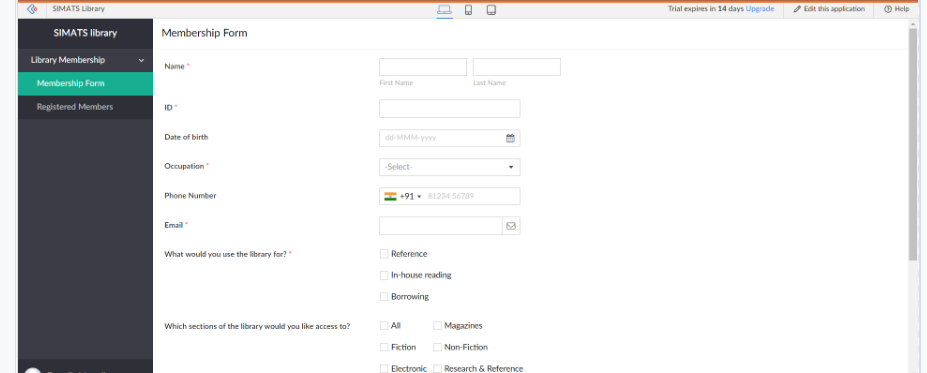 SIMATS Library
Trial expires in 14 days Upgrade
Edit this application
Help
SIMATS library
Library Membership
Membership Form
Registered Members
Membership Form
Name *
First Name
Last Name
ID *
Date of birth
dd-MMM-yyyy
Occupation *
-Select-
Phone Number
+91
81234 56789
Email *
What would you use the library for? *
Reference
In-house reading
Borrowing
Which sections of the library would you like access to?
All
Magazines
Fiction
Non-Fiction
Electronic
Research & Reference